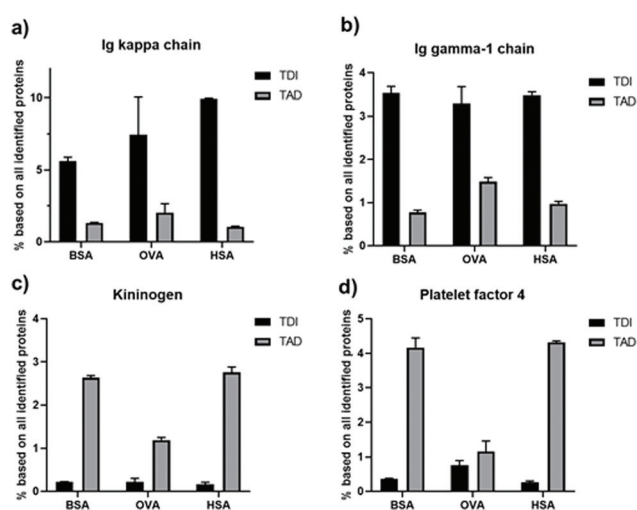 a)
Ig kappa chain
% based on all identified proteins
10
5
0
BSA
OVA
HSA
TDI
TAD
b)
Ig gamma-1 chain
% based on all identified proteins
4
3
2
1
0
BSA
OVA
HSA
TDI
TAD
c)
Kininogen
% based on all identified proteins
4
3
2
1
0
BSA
OVA
HSA
TDI
TAD
d)
Platelet factor 4
% based on all identified proteins
5
4
3
2
1
0
BSA
OVA
HSA
TDI
TAD